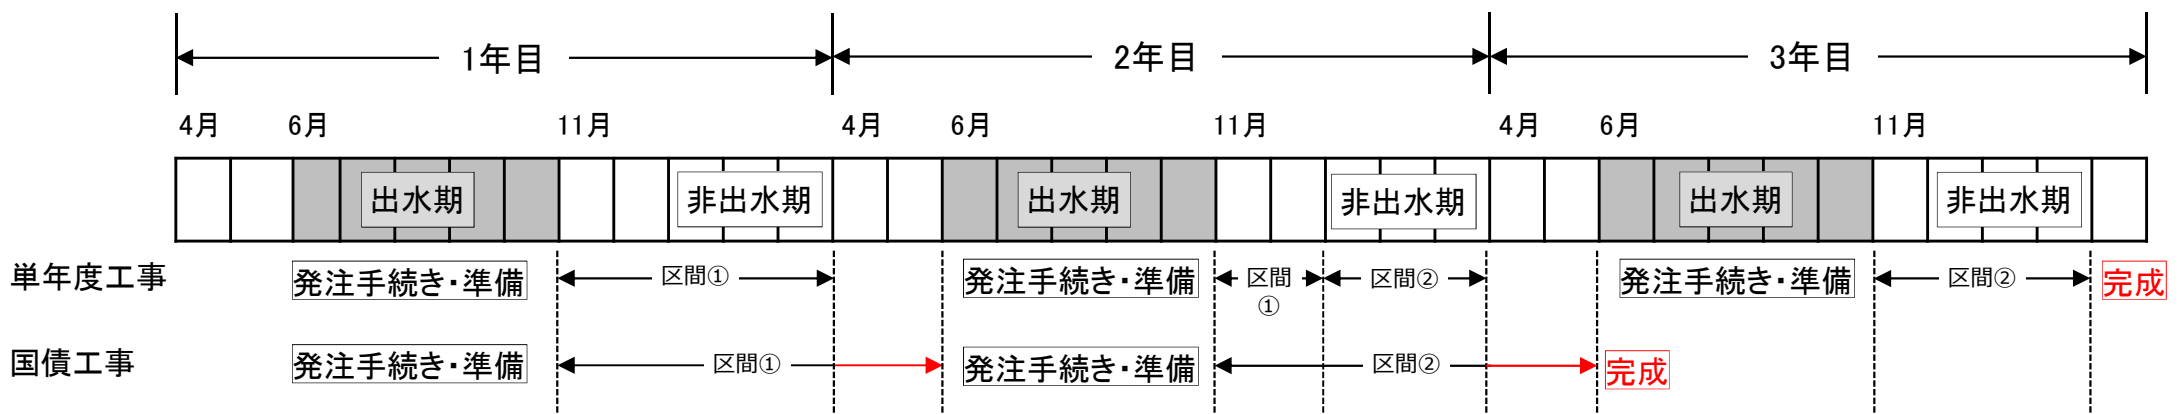 1年目 2年目 3年目
4月 6月 11月 4月 6月 11月 4月 6月 11月
出水期 非出水期 出水期 非出水期 出水期 非出水期
単年度工事 発注手続き・準備 区間① 発注手続き・準備 区間① 区間② 発注手続き・準備 区間② 完成
国債工事 発注手続き・準備 区間① 発注手続き・準備 区間② 完成